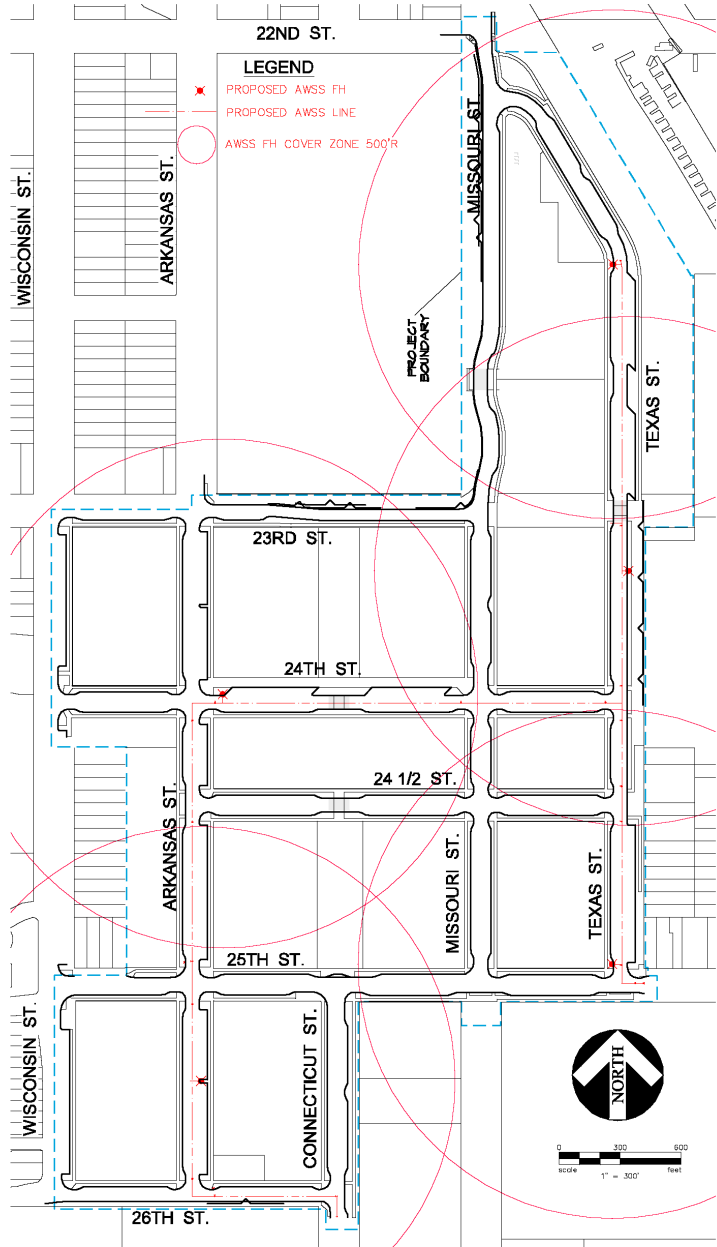 22ND ST.
LEGEND
PROPOSED AWSS FH
PROPOSED AWSS LINE
AWSS FH COVER ZONE 500'R
WISCONSIN ST.
ARKANSAS ST.
MISSOURI ST.
PROJECT
BOUNDARY
TEXAS ST.
23RD ST.
24TH ST.
24 1/2 ST.
ARKANSAS ST.
MISSOURI ST.
TEXAS ST.
25TH ST.
WISCONSIN ST.
CONNECTICUT ST.
NORTH
0 300 600
scale 1" = 300' feet
26TH ST.